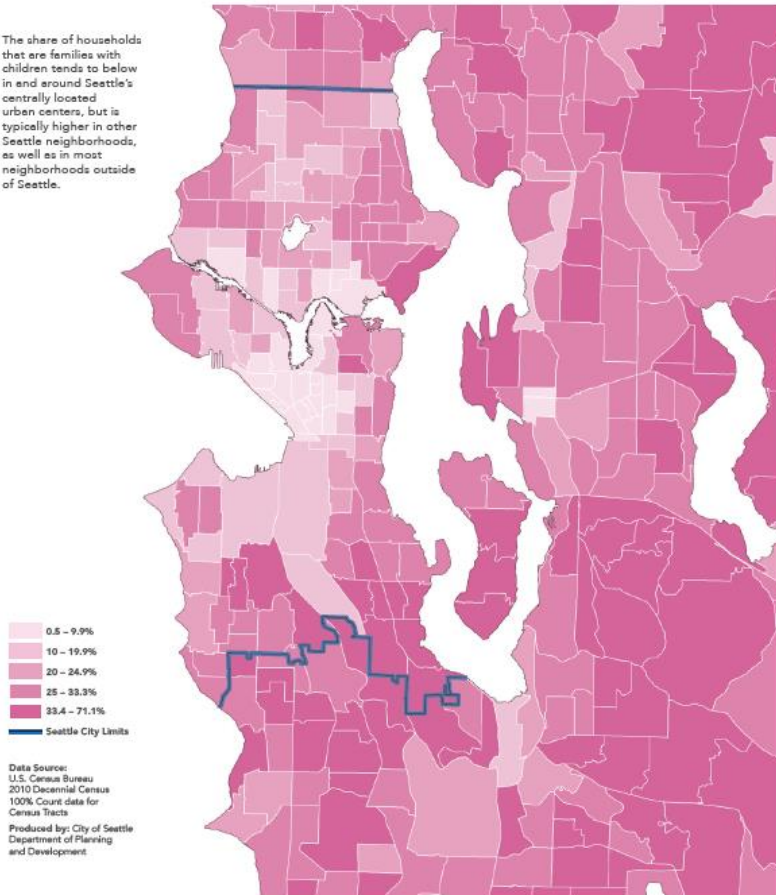 The share of households
that are families with
children tends to below
in and around Seattle's
centrally located
urban centers, but is
typically higher in other
Seattle neighborhoods,
as well as in most
neighborhoods outside
of Seattle.
0.5 – 9.9%
10 – 19.9%
20 – 24.9%
25 – 33.3%
33.4 – 71.1%
Seattle City Limits
Data Source:
U.S. Census Bureau
2010 Decennial Census
100% Count data for
Census Tracts
Produced by: City of Seattle
Department of Planning
and Development